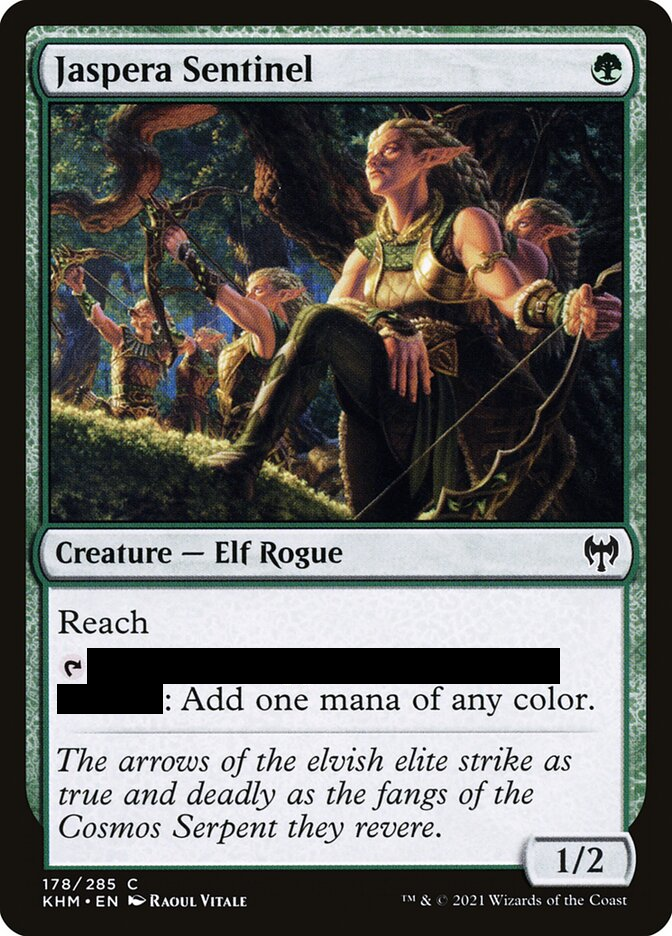 Jaspera Sentinel
Creature — Elf Rogue
Reach
: Add one mana of any color.
The arrows of the elvish elite strike as
true and deadly as the fangs of the
Cosmos Serpent they revere.
1/2
178/285 C
KHM • EN Raoul Vitale
™ & © 2021 Wizards of the Coast